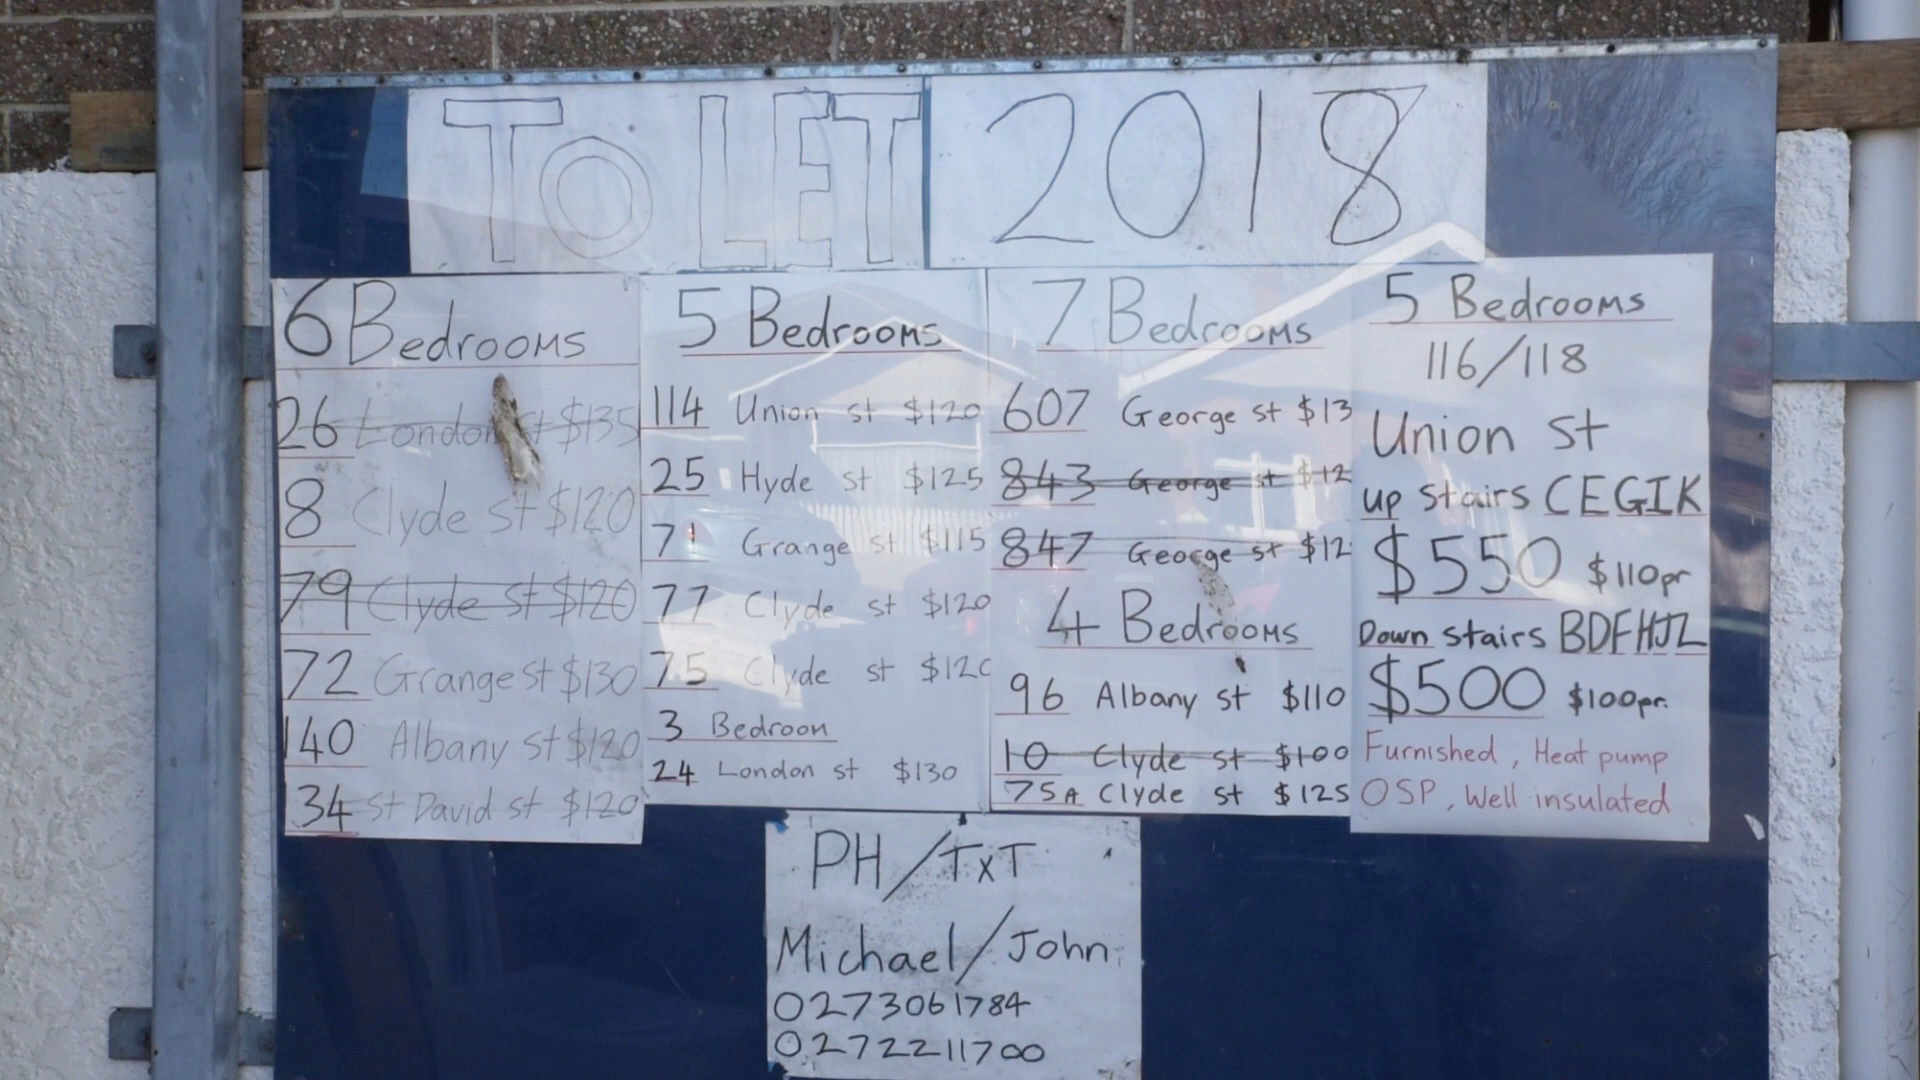 TO LET 2018
6 Bedrooms
26 London st $135
8 Clyde st $120
79 Clyde st $120
72 Grange st $130
140 Albany st $120
34 St David st $120
5 Bedrooms
114 Union st $120
25 Hyde st $125
71 Grange st $115
77 Clyde st $120
75 Clyde st $120
3 Bedroom
24 London st $130
7 Bedrooms
607 George st $13
843 George st $12
847 George st $12
4 Bedrooms
96 Albany st $110
10 Clyde st $100
75A Clyde st $125
5 Bedrooms
116/118
Union st
up stairs CEGIK
$550 $110pr
Down stairs BDFHJL
$500 $100pr.
Furnished, Heat pump
OSP, Well insulated
PH/TxT
Michael/John
0273061784
0272211700